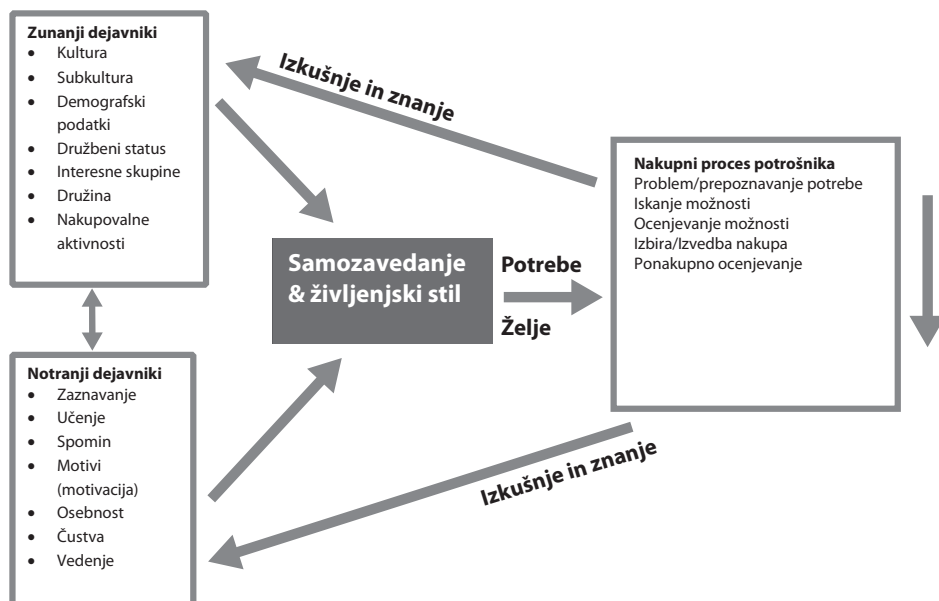 Zunanji dejavniki
• Kultura
• Subkultura
• Demografski
podatki
• Družbeni status
• Interesne skupine
• Družina
• Nakupovalne
aktivnosti
Izkušnje in znanje
Nakupni proces potrošnika
Problem/prepoznavanje potrebe
Iskanje možnosti
Ocenjevanje možnosti
Izbira/Izvedba nakupa
Ponakupno ocenjevanje
Samozavedanje
& življenjski stil
Potrebe
Želje
Notranji dejavniki
• Zaznavanje
• Učenje
• Spomin
• Motivi
(motivacija)
• Osebnost
• Čustva
• Vedenje
Izkušnje in znanje